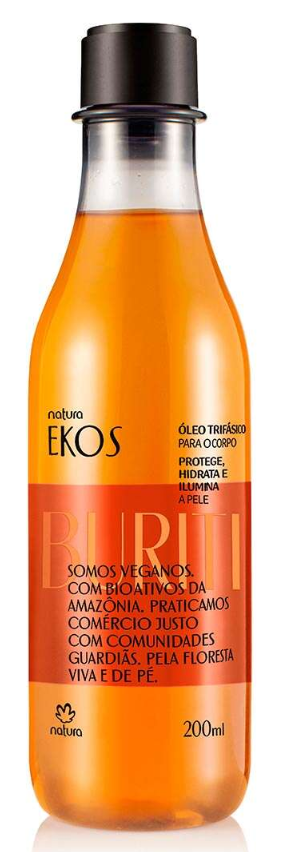 natura
EKOS
ÓLEO TRIFÁSICO
PARA O CORPO
PROTEGE,
HIDRATA E
ILUMINA
A PELE
BURITI
SOMOS VEGANOS.
COM BIOATIVOS DA
AMAZÔNIA. PRATICAMOS
COMÉRCIO JUSTO
COM COMUNIDADES
GUARDIÃS. PELA FLORESTA
VIVA E DE PÉ.
natura
200ml